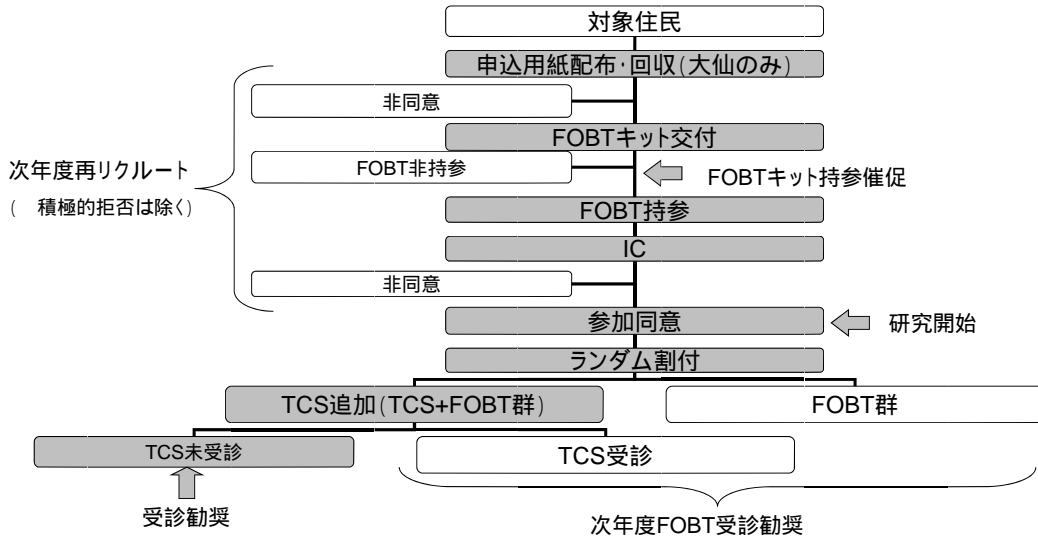 対象住民
申込用紙配布・回収(大仙のみ)
非同意
FOBTキット交付
次年度再リクルート
( 積極的拒否は除く)
FOBT非持参
FOBTキット持参催促
FOBT持参
IC
非同意
参加同意
研究開始
ランダム割付
TCS追加(TCS+FOBT群)
FOBT群
TCS未受診
TCS受診
受診勧奨
次年度FOBT受診勧奨